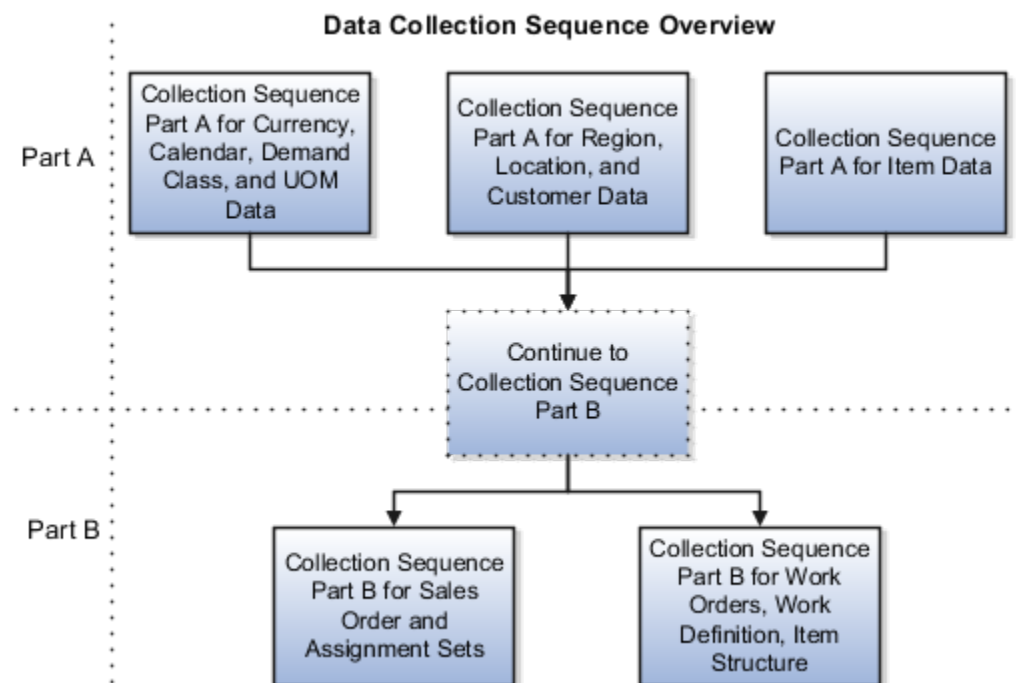 Data Collection Sequence Overview
Part A
Collection Sequence
Part A for Currency,
Calendar, Demand
Class, and UOM
Data
Collection Sequence
Part A for Region,
Location, and
Customer Data
Collection Sequence
Part A for Item Data
Continue to
Collection Sequence
Part B
Part B
Collection Sequence
Part B for Sales
Order and
Assignment Sets
Collection Sequence
Part B for Work
Orders, Work
Definition, Item
Structure